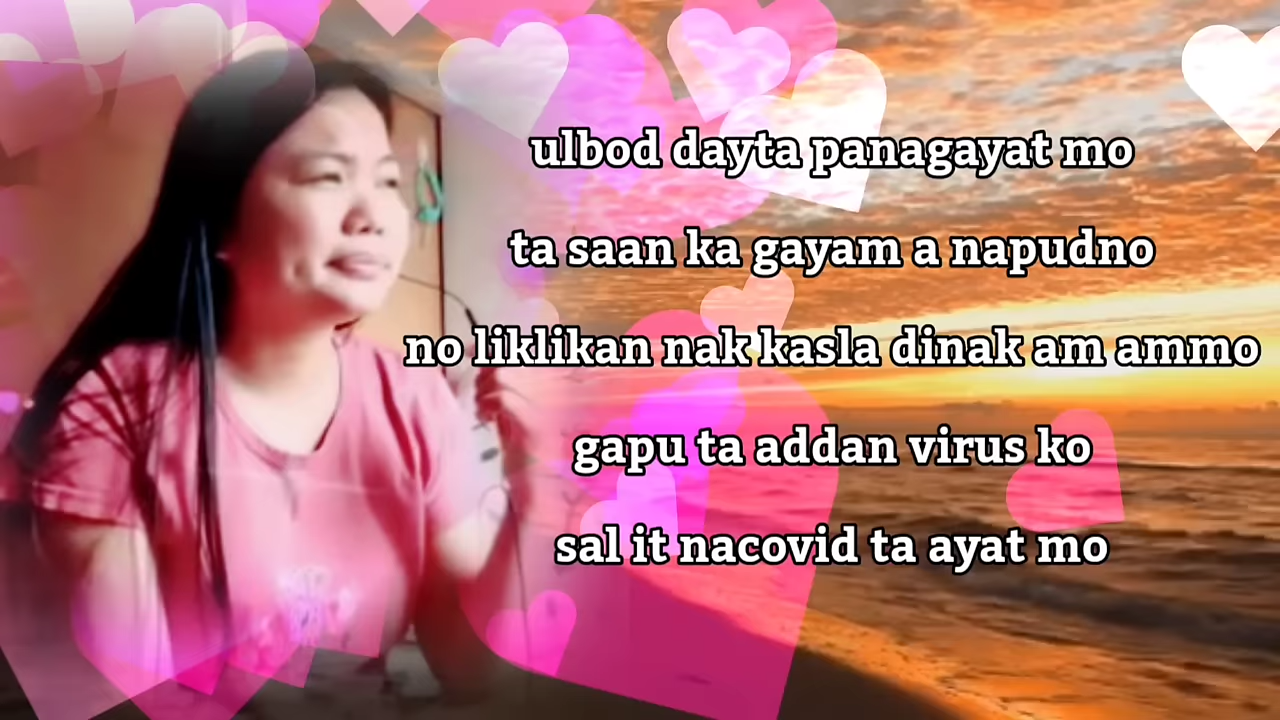 ulbod dayta panagayat mo
ta saan ka gayam a napudno
no liklikan nak kasla dinak am ammo
gapu ta addan virus ko
sal it nacovid ta ayat mo